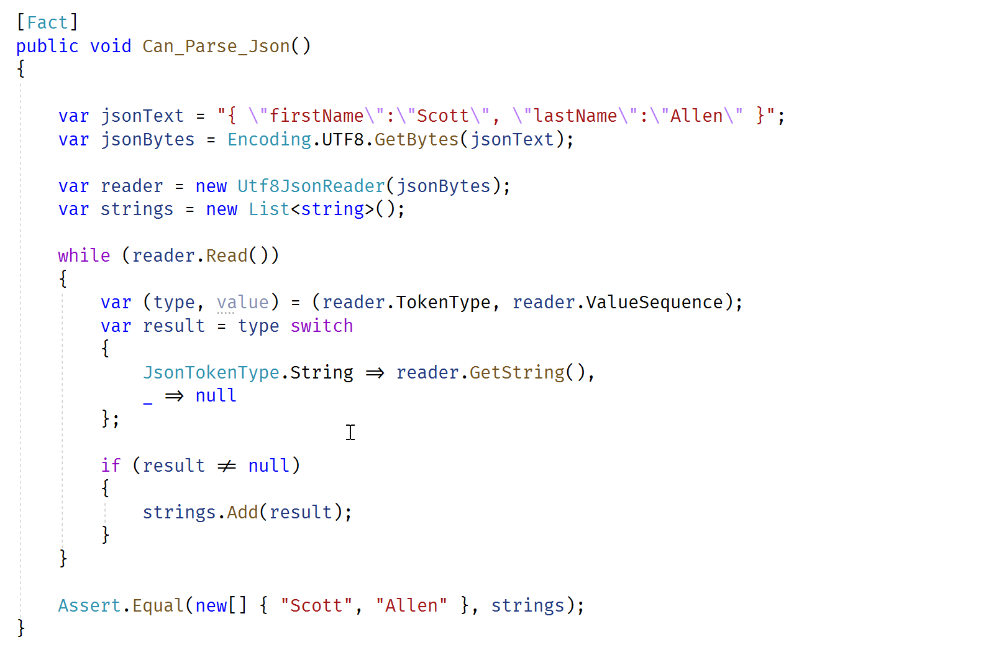 [Fact]
public void Can_Parse_Json()
{
var jsonText = "{ \"firstName\":\"Scott\", \"lastName\":\"Allen\" }";
var jsonBytes = Encoding.UTF8.GetBytes(jsonText);
var reader = new Utf8JsonReader(jsonBytes);
var strings = new List<string>();
while (reader.Read())
{
var (type, value) = (reader.TokenType, reader.ValueSequence);
var result = type switch
{
JsonTokenType.String ⇒ reader.GetString(),
_ ⇒ null
};
if (result ≠ null)
{
strings.Add(result);
}
}
Assert.Equal(new[] { "Scott", "Allen" }, strings);
}